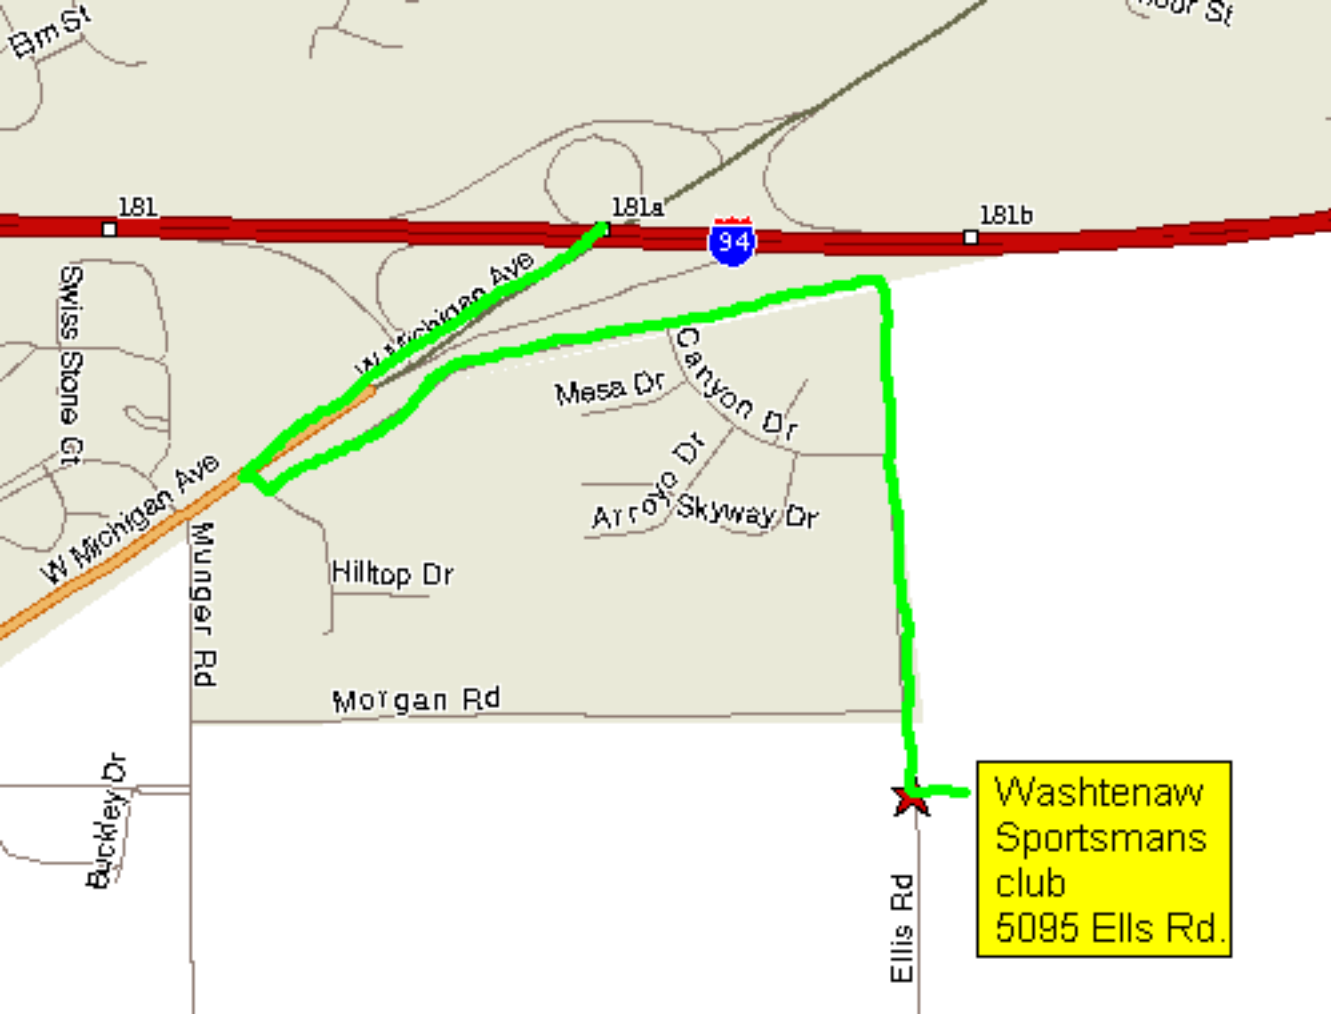 Elm St
181
181a
94
181b
W Michigan Ave
Swiss Stone Ct
Canyon Dr
Mesa Dr
Arroyo Dr
Skyway Dr
W Michigan Ave
Munger Rd
Hilltop Dr
Morgan Rd
Buckley Dr
Washtenaw
Sportsmans
club
5095 Ells Rd.
Ellis Rd